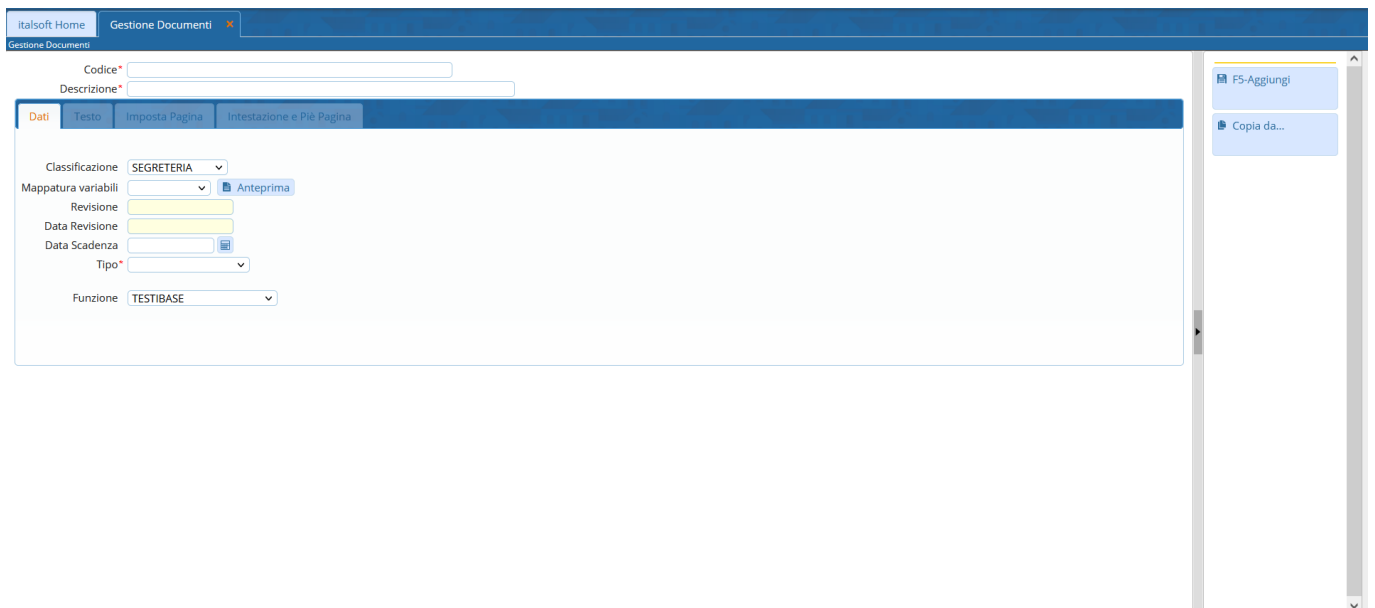 italsoft Home
Gestione Documenti ×
Gestione Documenti
Codice*
Descrizione*
F5-Aggiungi
Copia da...
Dati
Testo
Imposta Pagina
Intestazione e Piè Pagina
Classificazione SEGRETERIA
Mappatura variabili Anteprima
Revisione
Data Revisione
Data Scadenza
Tipo*
Funzione TESTIBASE